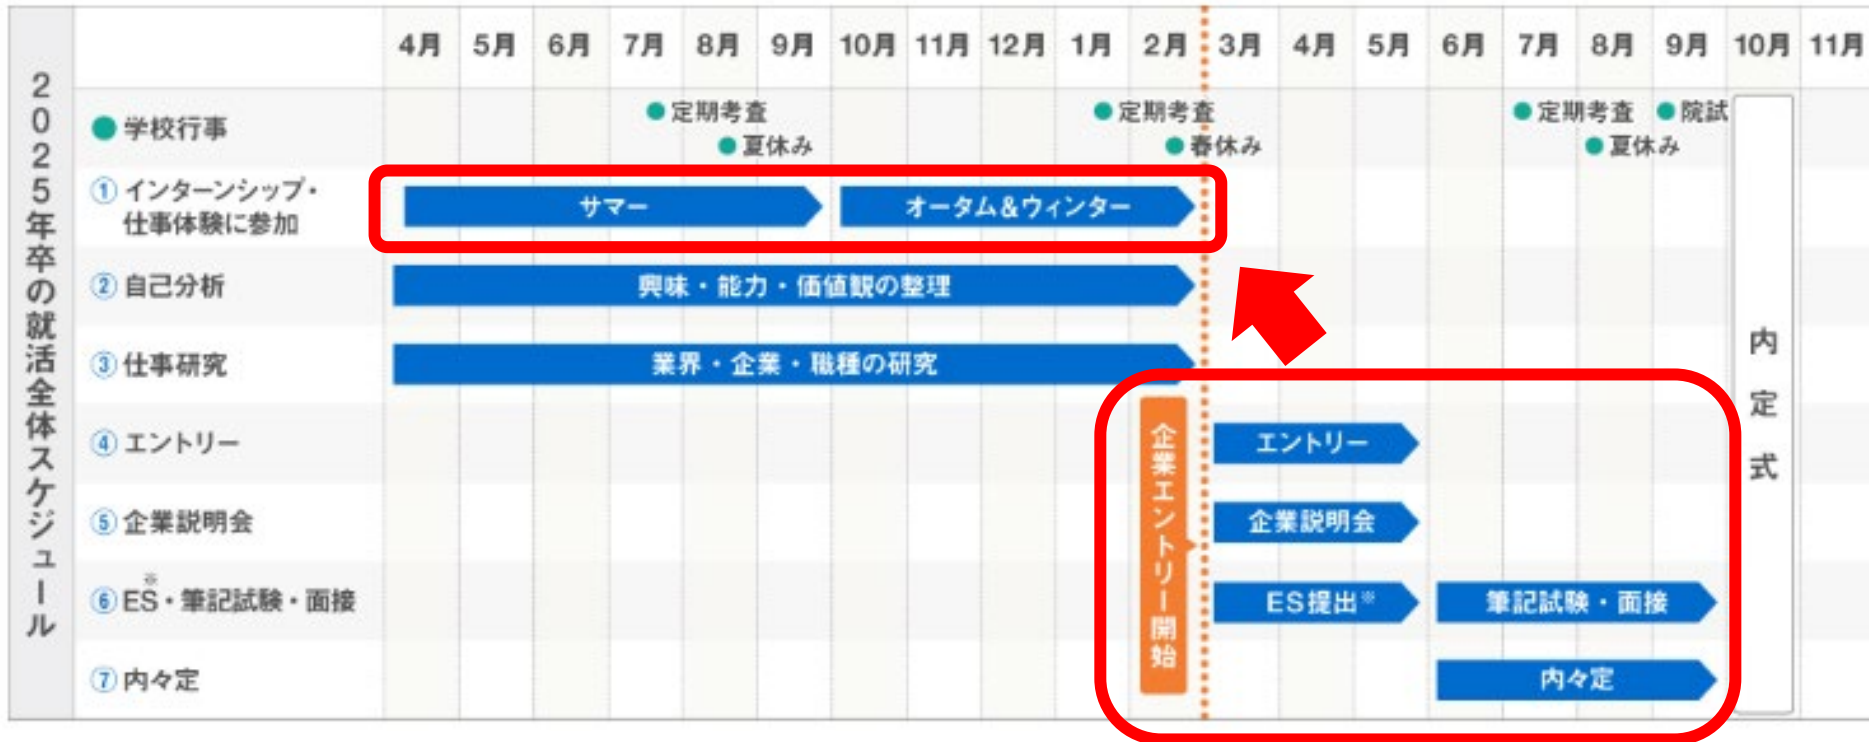 4月 5月 6月 7月 8月 9月 10月 11月 12月 1月 2月 3月 4月 5月 6月 7月 8月 9月 10月 11月
2025年卒の就活全体スケジュール
学校行事
定期考査
夏休み
定期考査
春休み
定期考査
院試
夏休み
① インターンシップ・
仕事体験に参加
サマー
オータム&ウィンター
② 自己分析
興味・能力・価値観の整理
③ 仕事研究
業界・企業・職種の研究
企業エントリー開始
④ エントリー
エントリー
⑤ 企業説明会
企業説明会
⑥ ES※・筆記試験・面接
ES提出※
筆記試験・面接
⑦ 内々定
内々定
内定式